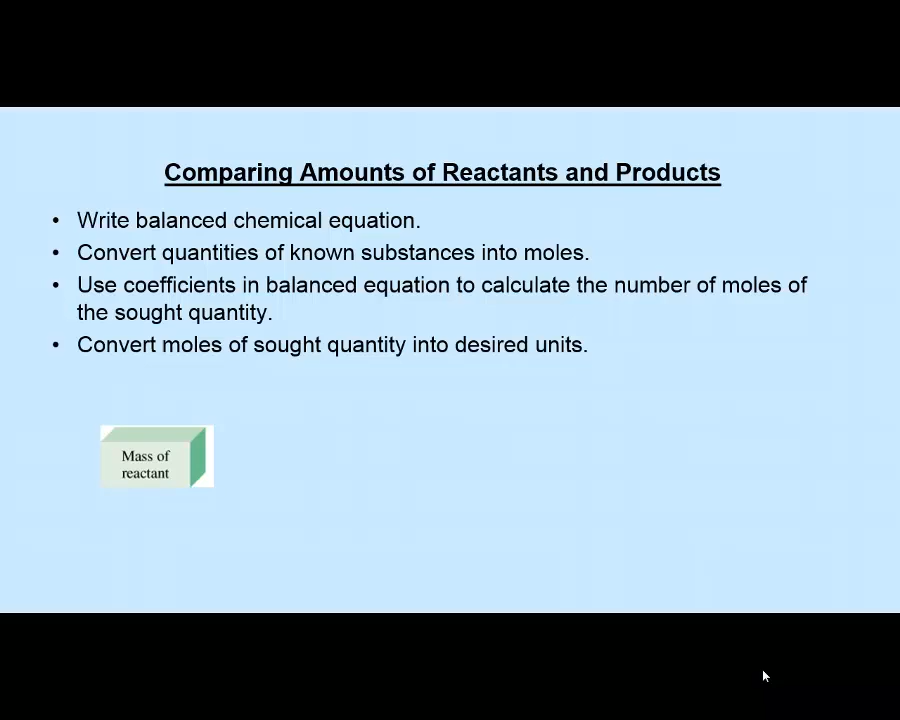 Comparing Amounts of Reactants and Products
• Write balanced chemical equation.
• Convert quantities of known substances into moles.
• Use coefficients in balanced equation to calculate the number of moles of
the sought quantity.
• Convert moles of sought quantity into desired units.
Mass of
reactant